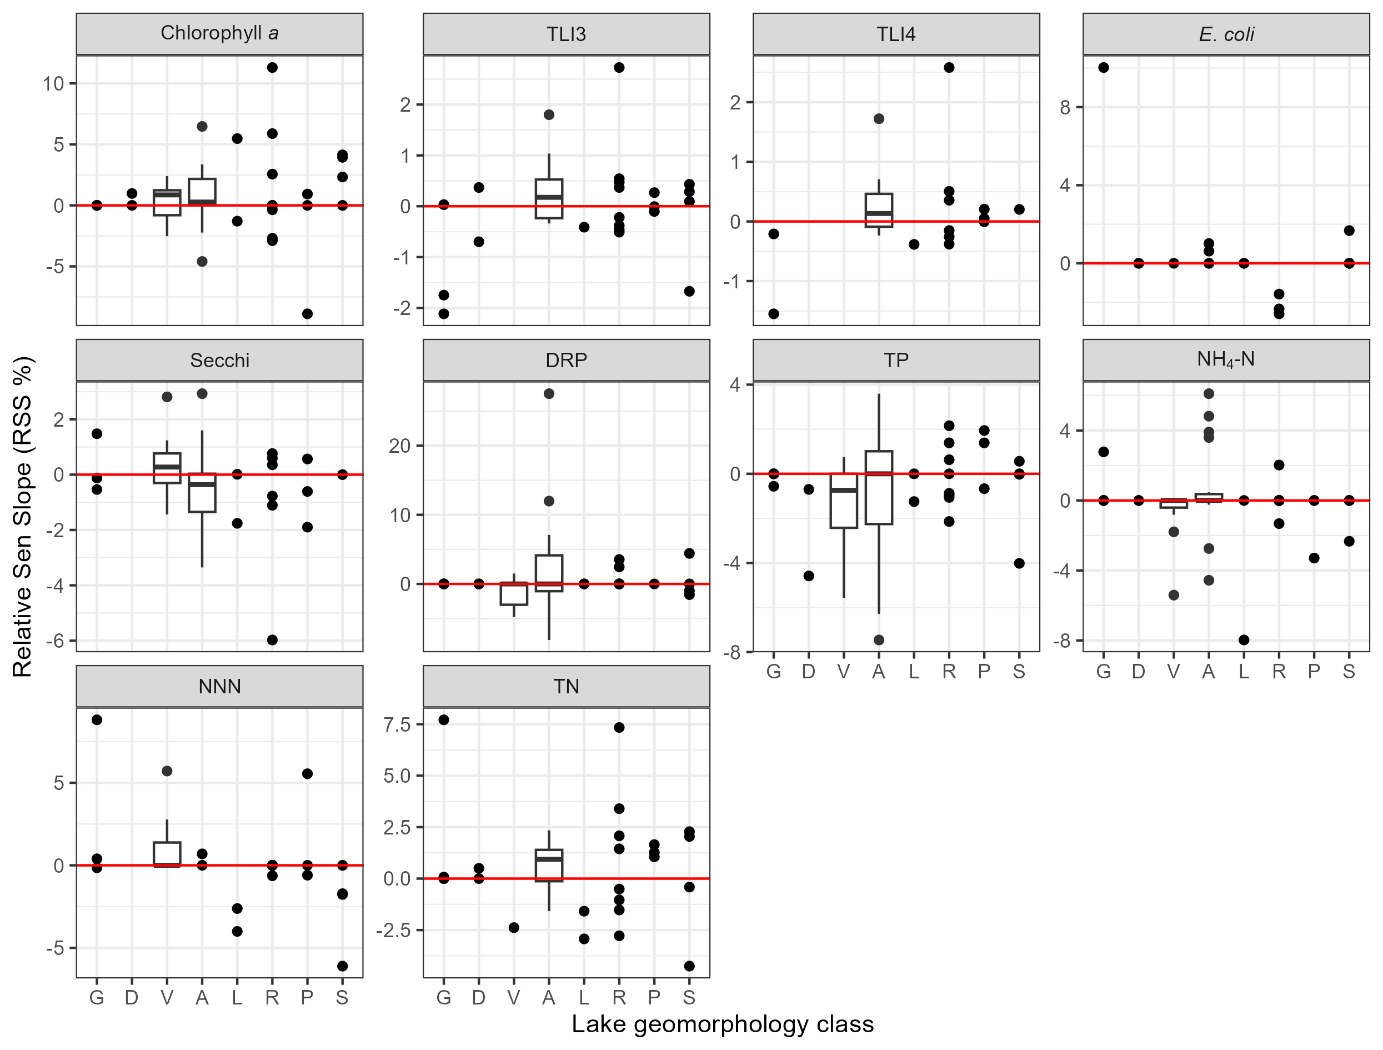 Chlorophyll a
TLI3
TLI4
E. coli
10
5
0
-5
2
1
0
-1
-2
2
1
0
-1
8
4
0
Relative Sen Slope (RSS %)
Secchi
DRP
TP
NH₄-N
2
0
-2
-4
-6
20
10
0
4
0
-4
-8
4
0
-4
-8
G D V A L R P S
G D V A L R P S
NNN
TN
5
0
-5
7.5
5.0
2.5
0.0
-2.5
G D V A L R P S
G D V A L R P S
Lake geomorphology class